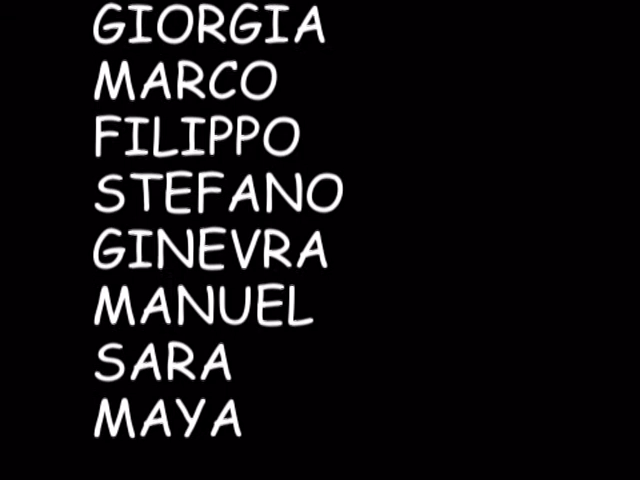 GIORGIA
MARCO
FILIPPO
STEFANO
GINEVRA
MANUEL
SARA
MAYA